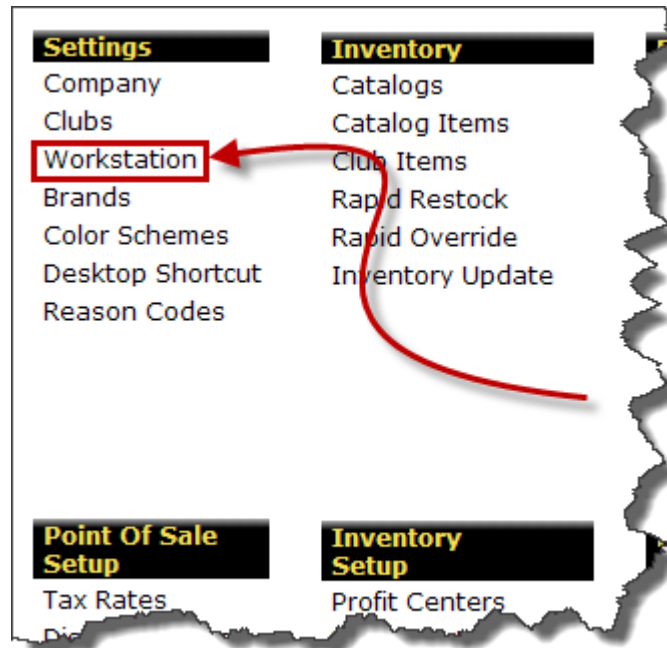 Settings
Company
Clubs
Workstation
Brands
Color Schemes
Desktop Shortcut
Reason Codes
Inventory
Catalogs
Catalog Items
Club Items
Rapid Restock
Rapid Override
Inventory Update
Point Of Sale
Setup
Tax Rates
Inventory
Setup
Profit Centers